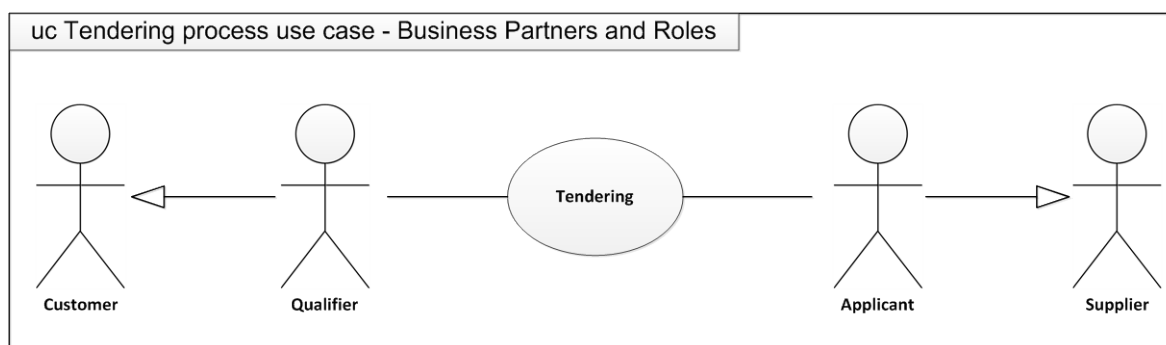 uc Tendering process use case - Business Partners and Roles
Tendering
Customer
Qualifier
Applicant
Supplier